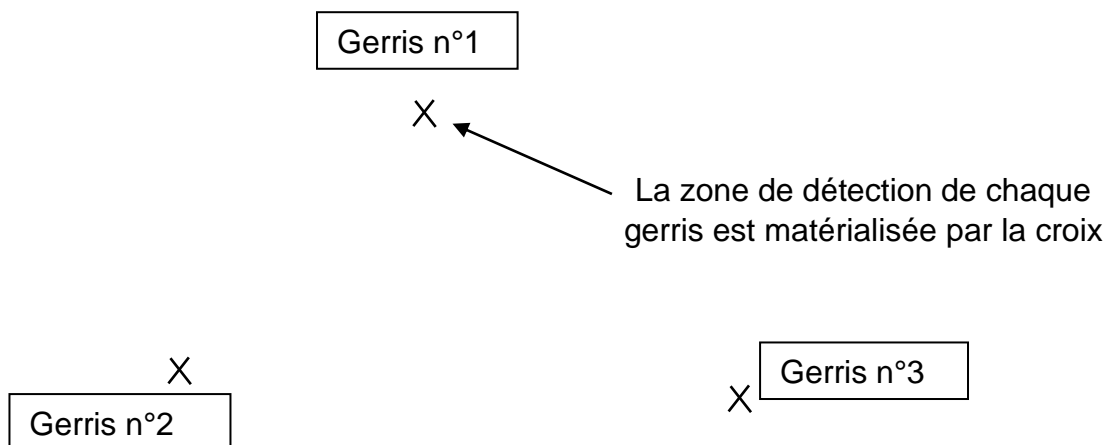 Gerris n°1
X
La zone de détection de chaque
gerris est matérialisée par la croix
X
Gerris n°3
X
Gerris n°2